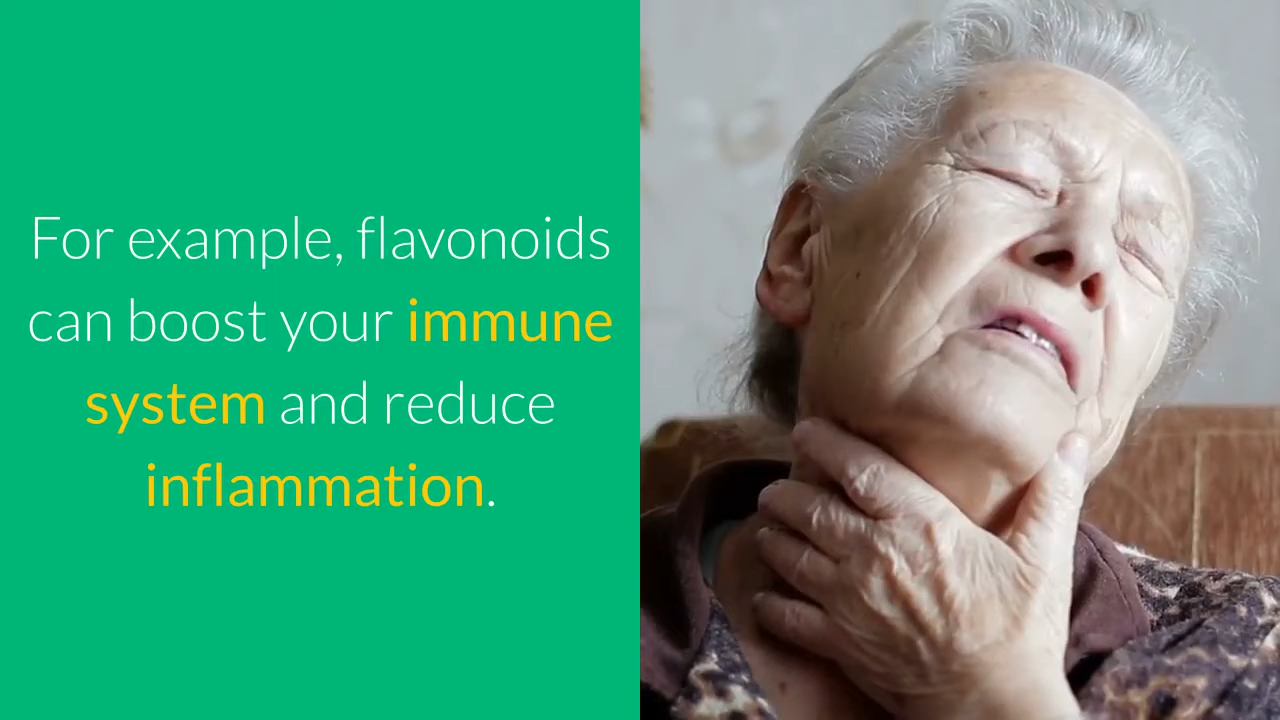 For example, flavonoids
can boost your immune
system and reduce
inflammation.